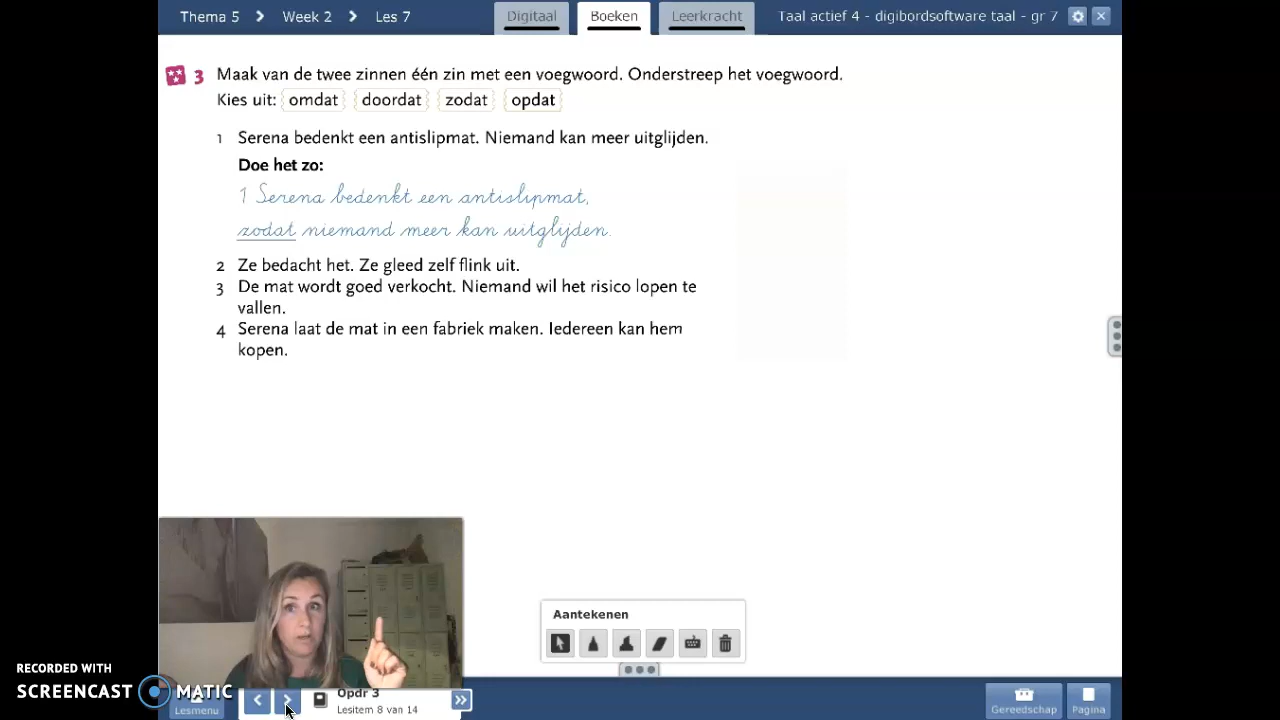 Thema 5 > Week 2 > Les 7 Digitaal Boeken Leerkracht Taal actief 4 - digibordsoftware taal - gr 7
3 Maak van de twee zinnen één zin met een voegwoord. Onderstreep het voegwoord.
Kies uit: omdat doordat zodat opdat
1 Serena bedenkt een antislipmat. Niemand kan meer uitglijden.
Doe het zo:
1 Serena bedenkt een antislipmat,
zodat niemand meer kan uitglijden.
2 Ze bedacht het. Ze gleed zelf flink uit.
3 De mat wordt goed verkocht. Niemand wil het risico lopen te
vallen.
4 Serena laat de mat in een fabriek maken. Iedereen kan hem
kopen.
Aantekenen
RECORDED WITH
SCREENCAST MATIC
Lesmenu
Opdr 3
Lesitem 8 van 14
Gereedschap
Pagina